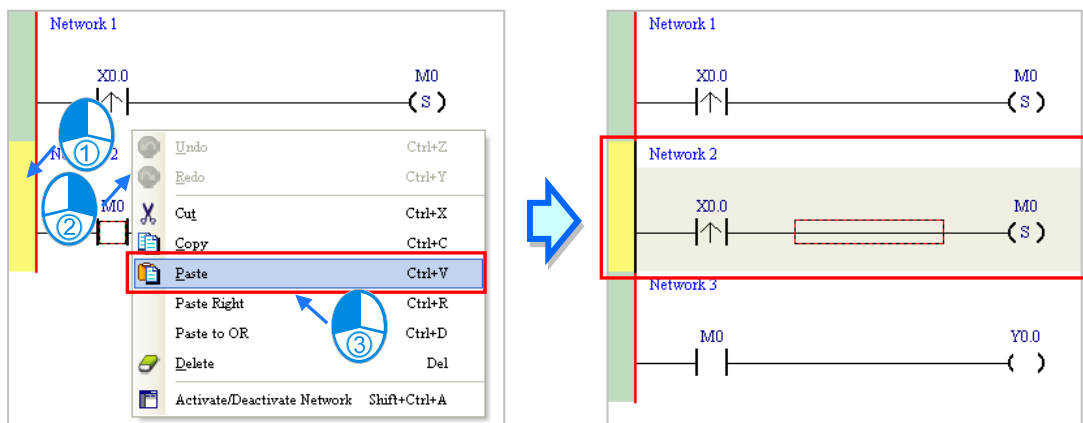 Network 1
X0.0 M0
( S )
① 2
② M0
Undo Ctrl+Z
Redo Ctrl+Y
Cut Ctrl+X
Copy Ctrl+C
Paste Ctrl+V
Paste Right Ctrl+R
Paste to OR Ctrl+D
③
Delete Del
Activate/Deactivate Network Shift+Ctrl+A
Network 1
X0.0 M0
( S )
Network 2
X0.0 M0
( S )
Network 3
M0 Y0.0
( )